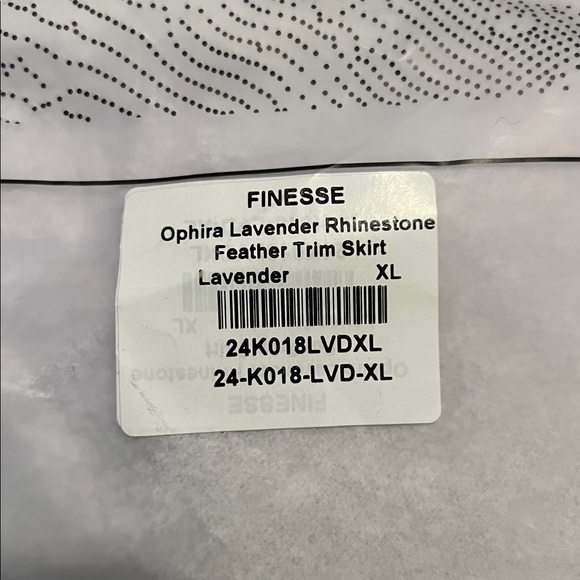 FINESSE
Ophira Lavender Rhinestone
Feather Trim Skirt
Lavender XL
24K018LVDXL
24-K018-LVD-XL